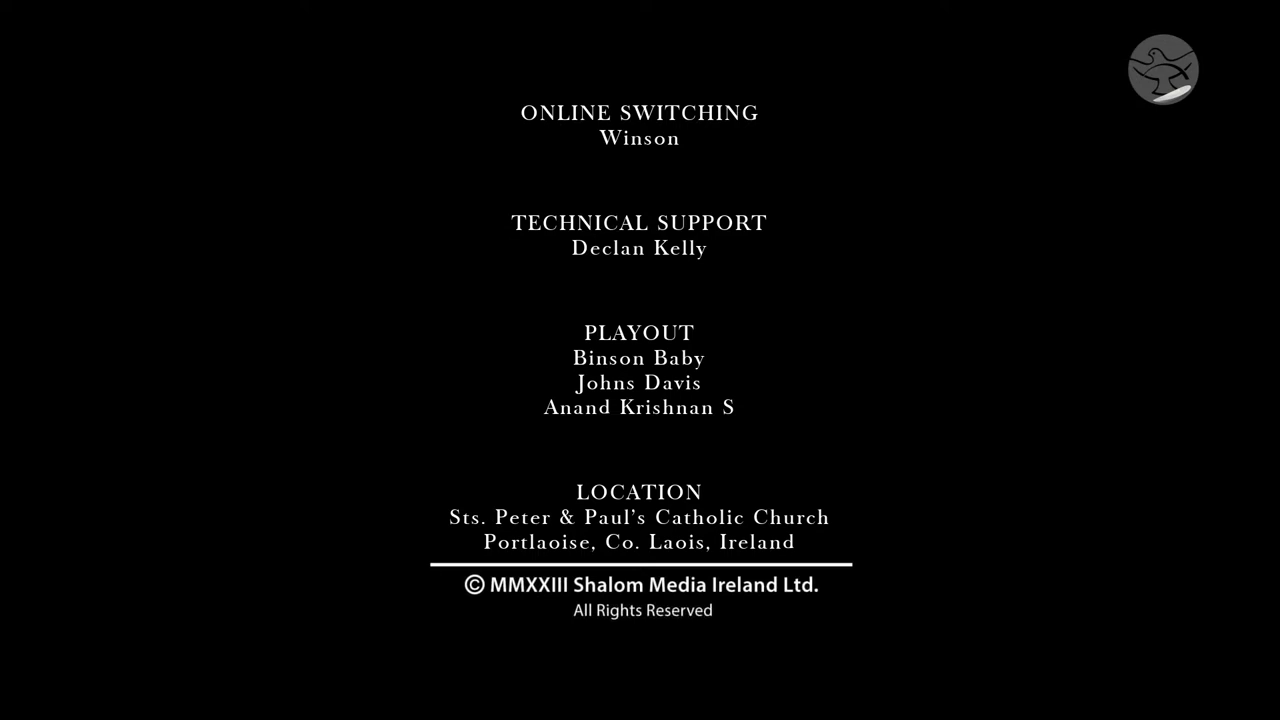 ONLINE SWITCHING
Winson
TECHNICAL SUPPORT
Declan Kelly
PLAYOUT
Binson Baby
Johns Davis
Anand Krishnan S
LOCATION
Sts. Peter & Paul’s Catholic Church
Portlaoise, Co. Laois, Ireland
© MMXXIII Shalom Media Ireland Ltd.
All Rights Reserved